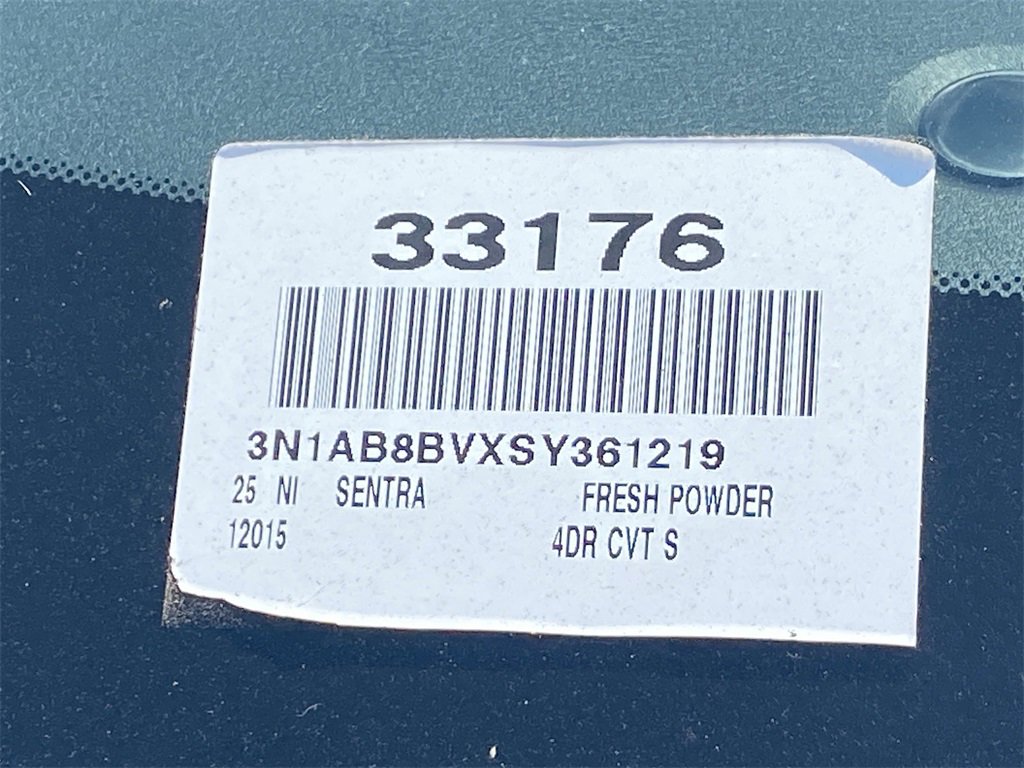 33176
3N1AB8BVXSY361219
25 NI SENTRA FRESH POWDER
12015 4DR CVT S